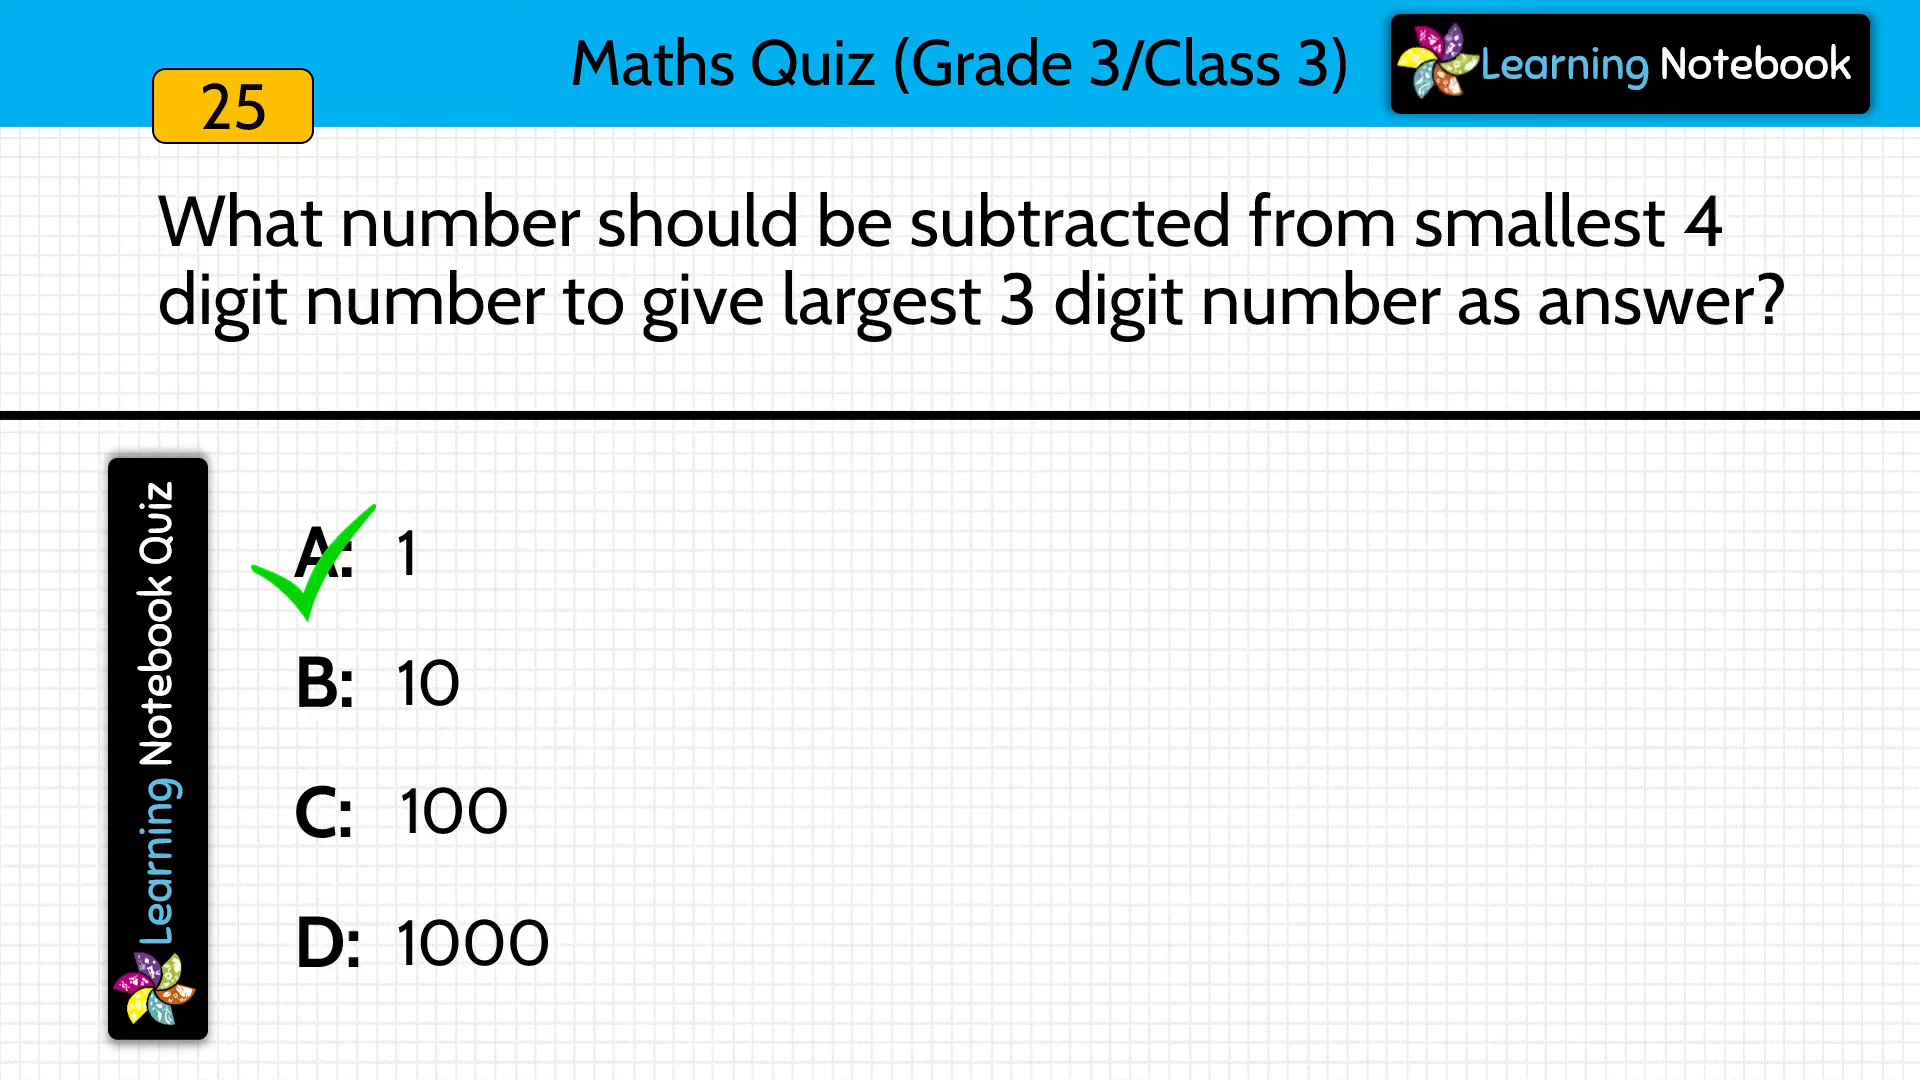 Maths Quiz (Grade 3/Class 3)
Learning Notebook
25
What number should be subtracted from smallest 4
digit number to give largest 3 digit number as answer?
Learning Notebook Quiz
A: 1
B: 10
C: 100
D: 1000